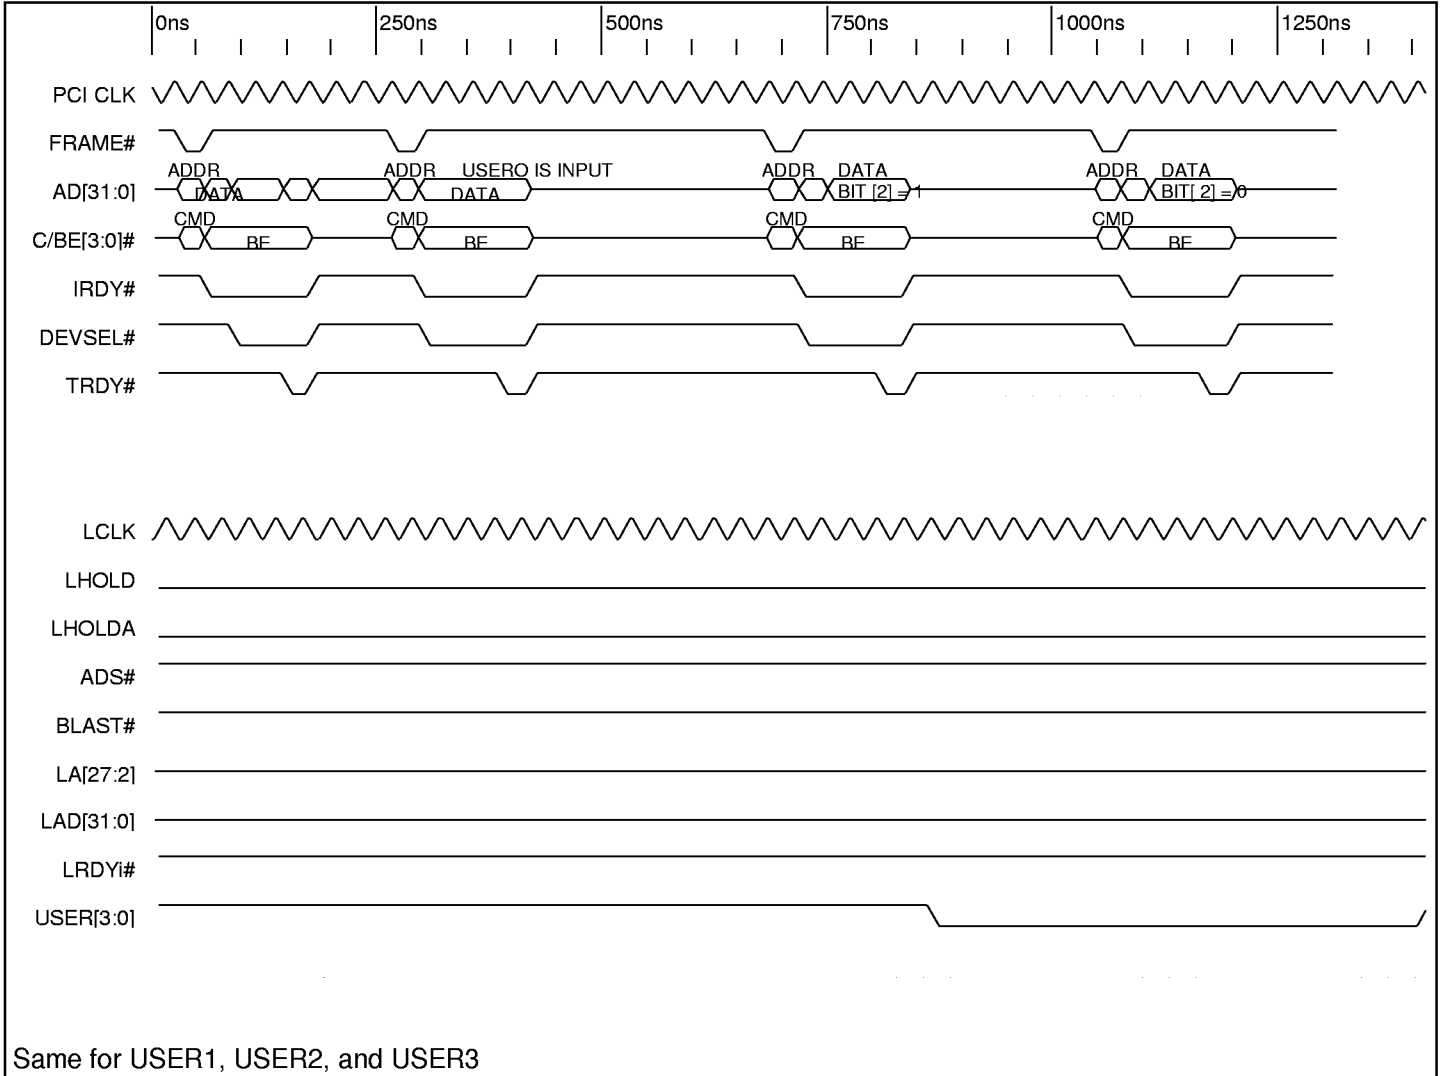 0ns 250ns 500ns 750ns 1000ns 1250ns
PCI CLK
FRAME#
ADDR ADDR USERO IS INPUT ADDR DATA ADDR DATA
AD[31:0] DATA DATA BIT [2] = 1 BIT[ 2] = 0
CMD CMD CMD CMD
C/BE[3:0]# BE BE BE BE
IRDY#
DEVSEL#
TRDY#
LCLK
LHOLD
LHOLDA
ADS#
BLAST#
LA[27:2]
LAD[31:0]
LRDYi#
USER[3:0]
Same for USER1, USER2, and USER3